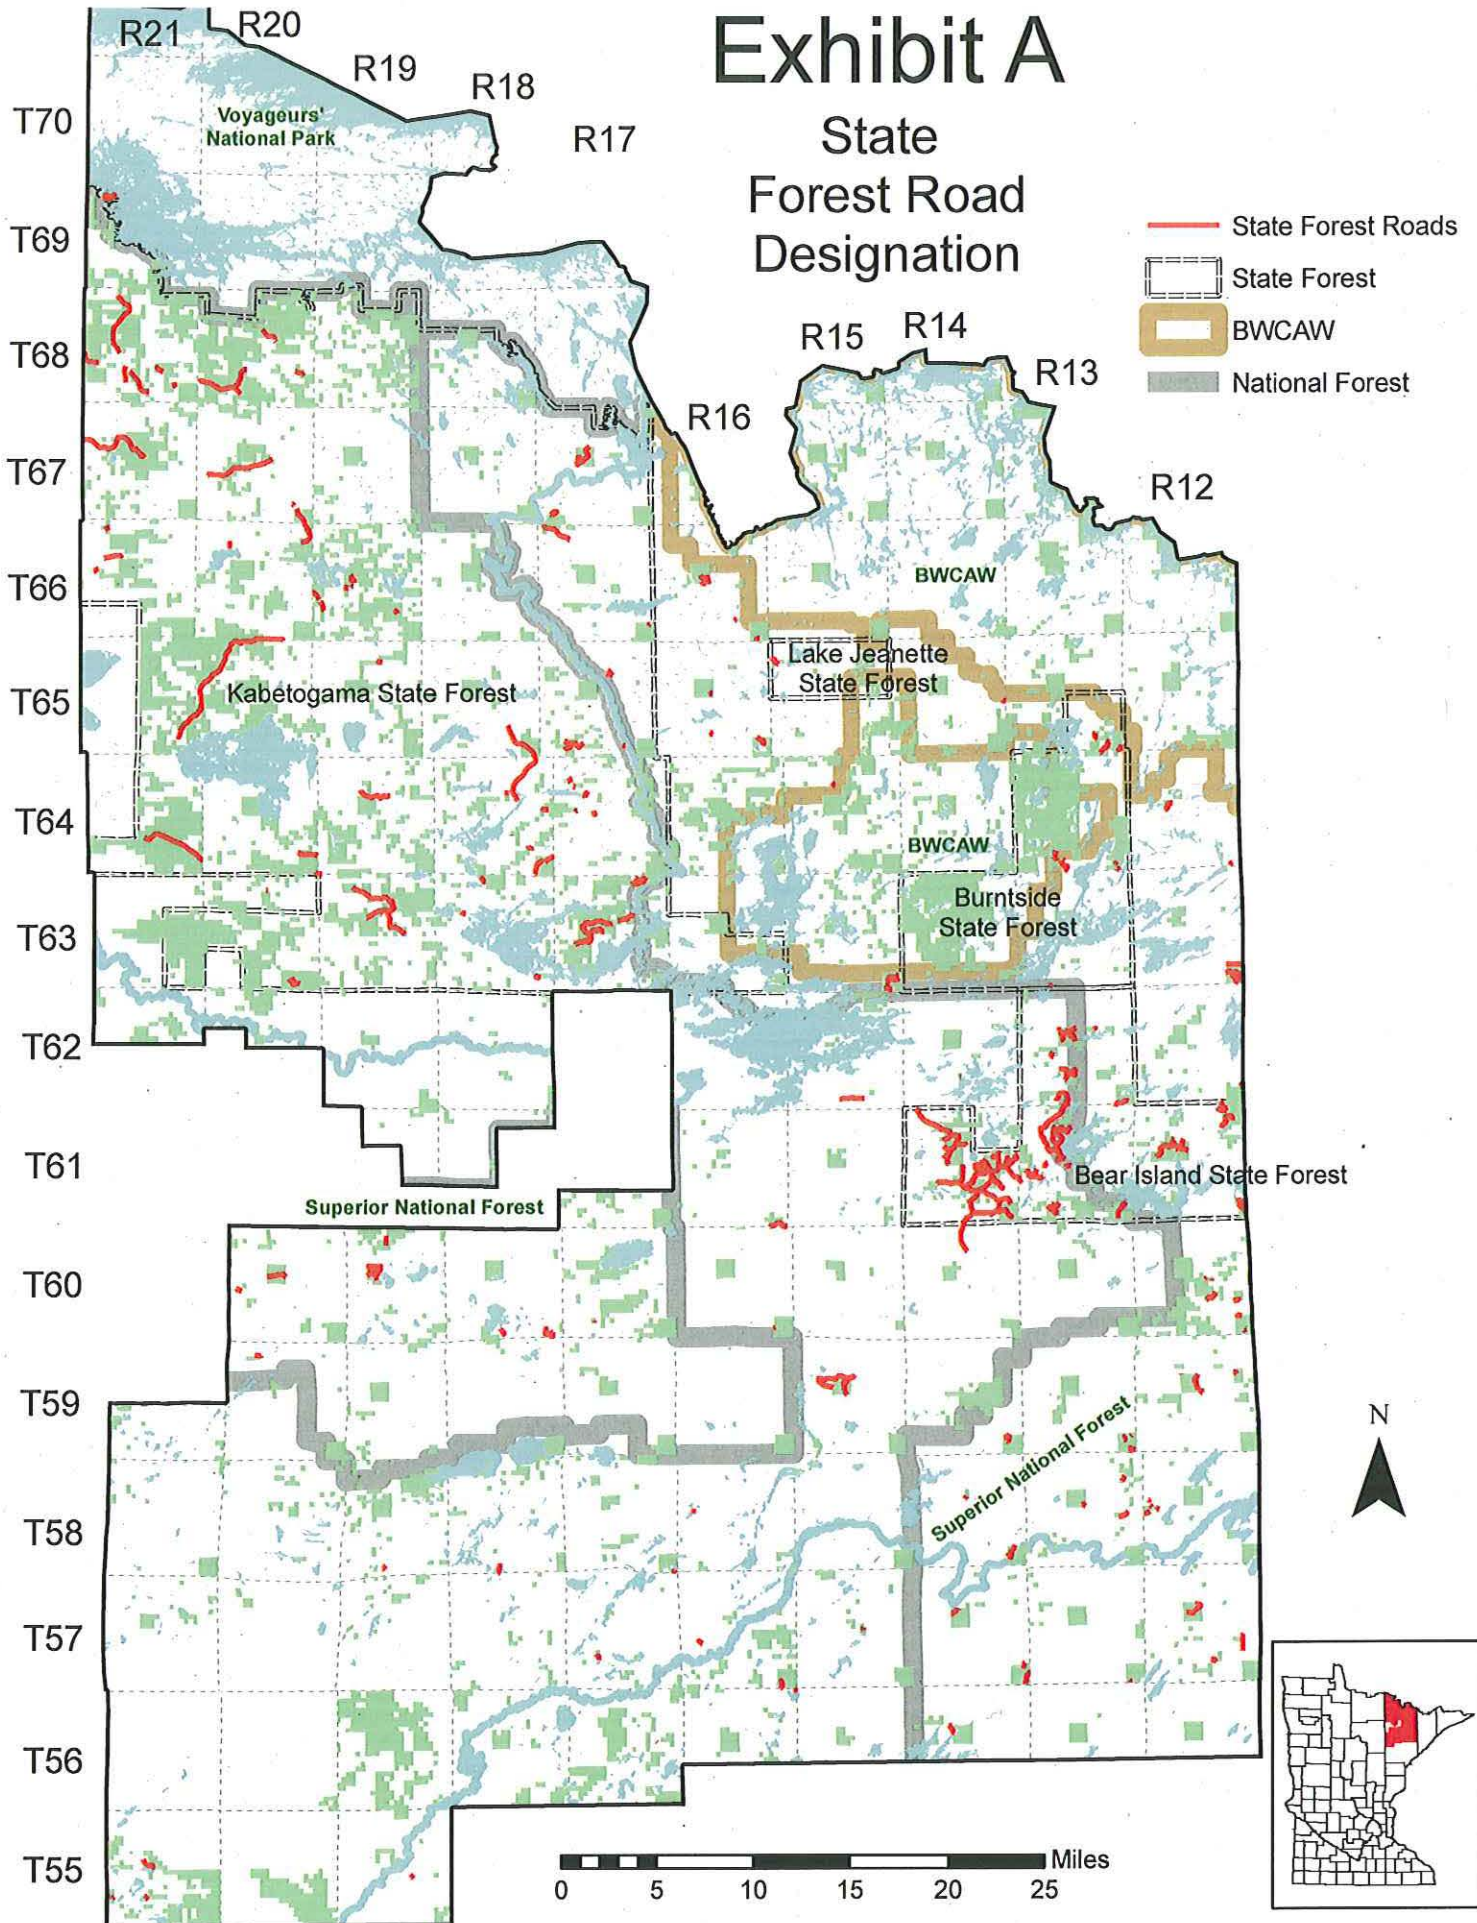 Exhibit A
State
Forest Road
Designation
R21
R20
R19
R18
R17
R16
R15
R14
R13
R12
State Forest Roads
State Forest
BWCAW
National Forest
T70
T69
T68
T67
T66
T65
T64
T63
T62
T61
T60
T59
T58
T57
T56
T55
Voyageurs'
National Park
BWCAW
Lake Jeanette
State Forest
Kabetogama State Forest
BWCAW
Burntside
State Forest
Bear Island State Forest
Superior National Forest
Superior National Forest
N
Miles
0 5 10 15 20 25